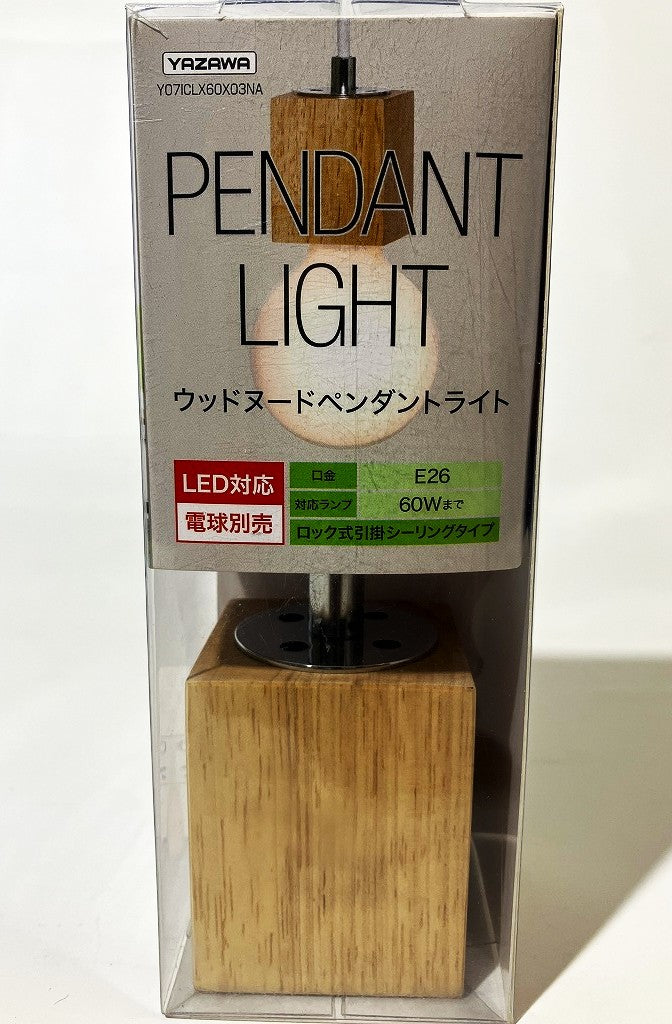 YAZAWA
Y07ICLX60X03NA
PENDANT
LIGHT
ウッドヌードペンダントライト
LED対応
電球別売
口金 E26
対応ランプ 60Wまで
ロック式引掛シーリングタイプ